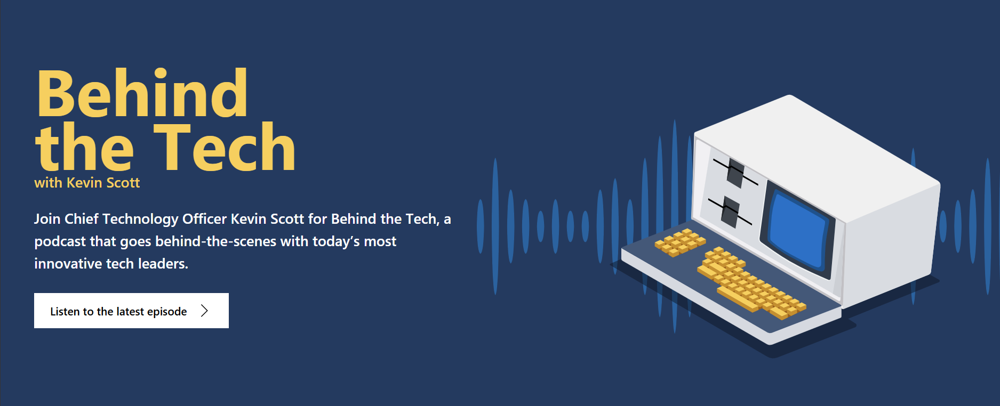 Behind
the Tech
with Kevin Scott
Join Chief Technology Officer Kevin Scott for Behind the Tech, a
podcast that goes behind-the-scenes with today’s most
innovative tech leaders.
Listen to the latest episode